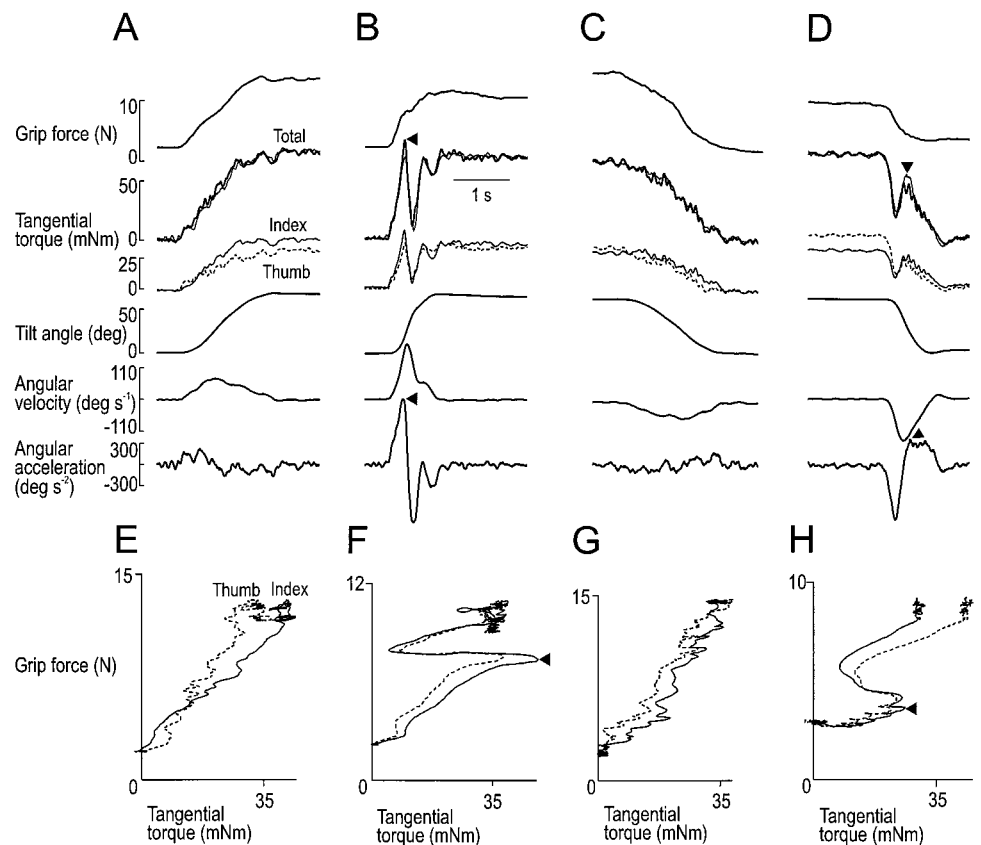 A B C D
Grip force (N)
10
0
Total
1 s
Tangential
torque (mNm)
50
0
Index
25
0
Thumb
Tilt angle (deg)
50
0
Angular
velocity (deg s-1)
110
-110
Angular
acceleration
(deg s-2)
300
-300
E F G H
15
Thumb Index
12
15
10
Grip force (N)
0
0
0
0
35
35
35
35
Tangential
torque (mNm)
Tangential
torque (mNm)
Tangential
torque (mNm)
Tangential
torque (mNm)